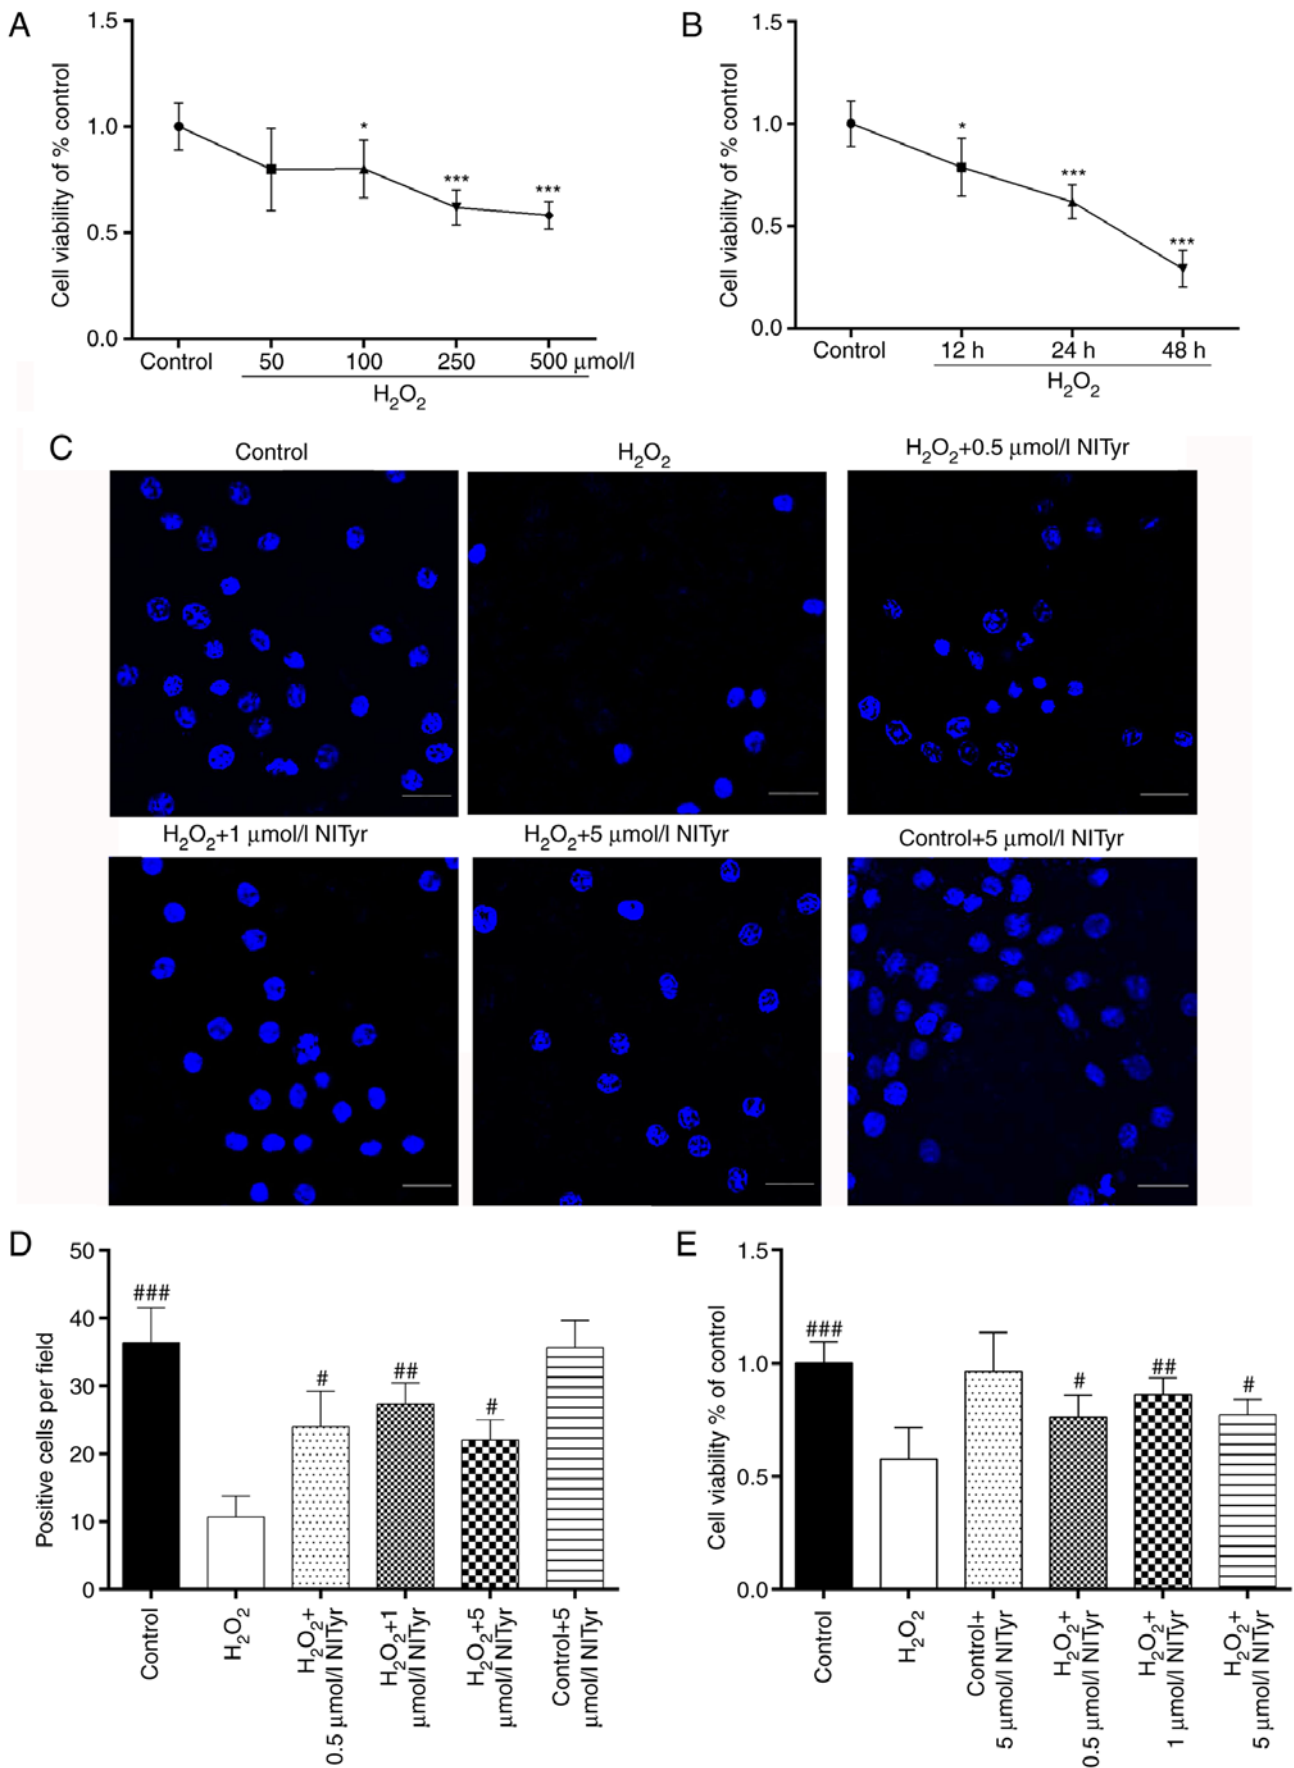 A
Cell viability of % control
1.5
1.0
0.5
0.0
*
***
***
Control
50
100
250
500 μmol/l
H₂O₂
B
Cell viability of % control
1.5
1.0
0.5
0.0
*
***
***
Control
12 h
24 h
48 h
H₂O₂
C
Control
H₂O₂
H₂O₂+0.5 μmol/l NITyr
H₂O₂+1 μmol/l NITyr
H₂O₂+5 μmol/l NITyr
Control+5 μmol/l NITyr
D
Positive cells per field
50
40
30
20
10
0
###
#
##
#
Control
H₂O₂
H₂O₂+
0.5 μmol/l NITyr
H₂O₂+1
μmol/l NITyr
H₂O₂+5
μmol/l NITyr
Control+5
μmol/l NITyr
E
Cell viability % of control
1.5
1.0
0.5
0.0
###
#
##
#
Control
H₂O₂
Control+
5 μmol/l NITyr
H₂O₂+
0.5 μmol/l NITyr
H₂O₂+
1 μmol/l NITyr
H₂O₂+
5 μmol/l NITyr